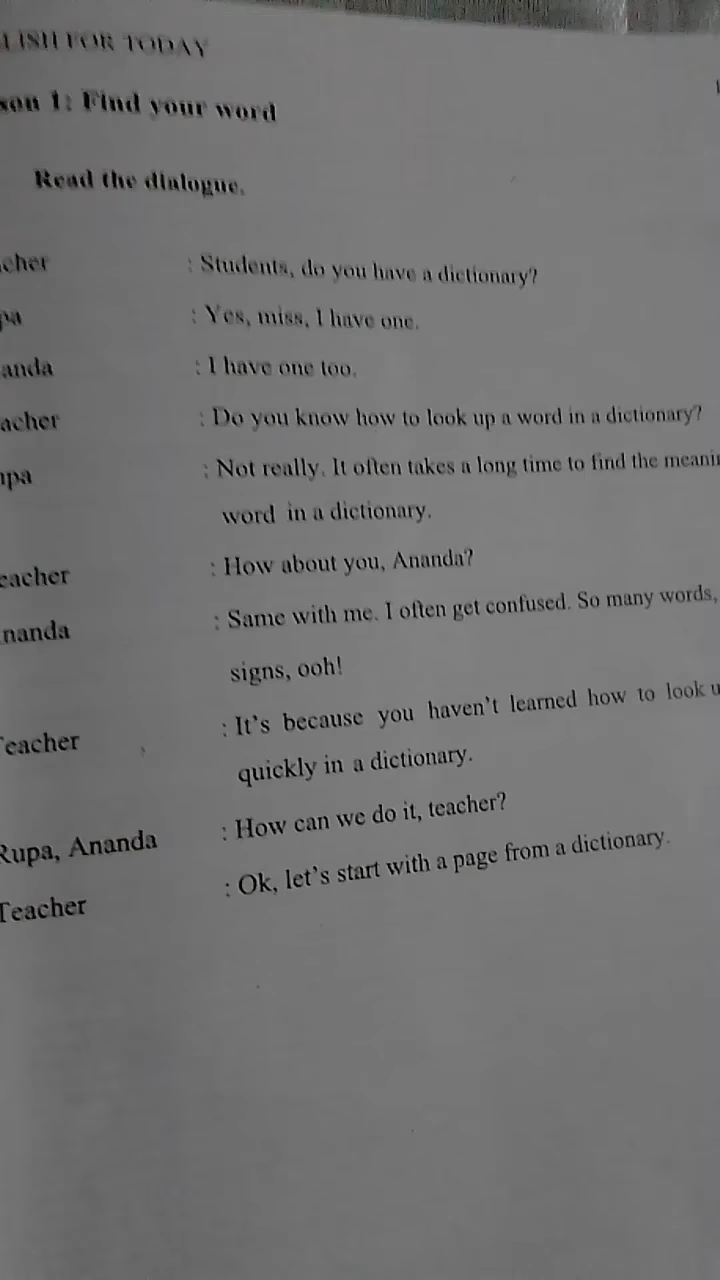 LISH FOR TODAY
son 1: Find your word
Read the dialogue.
cher : Students, do you have a dictionary?
pa : Yes, miss, I have one.
anda : I have one too.
acher : Do you know how to look up a word in a dictionary?
upa : Not really. It often takes a long time to find the meanin
word in a dictionary.
eacher : How about you, Ananda?
nanda : Same with me. I often get confused. So many words,
signs, ooh!
Teacher : It's because you haven't learned how to look u
quickly in a dictionary.
Rupa, Ananda : How can we do it, teacher?
Teacher : Ok, let's start with a page from a dictionary.